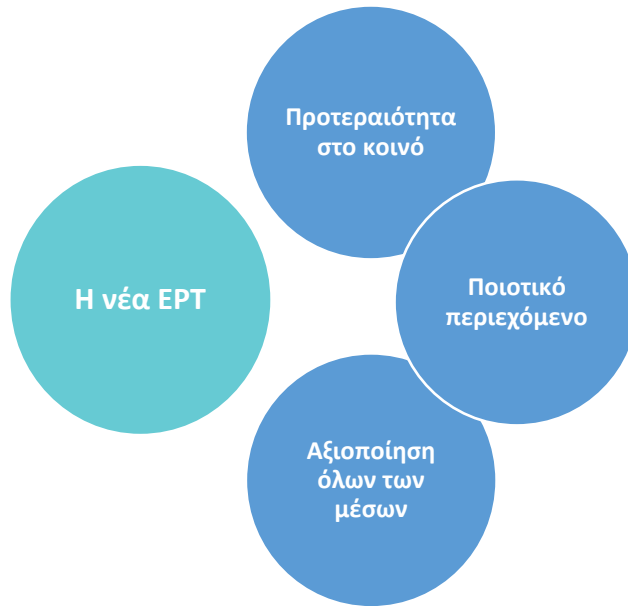 Προτεραιότητα
στο κοινό
Η νέα ΕΡΤ
Ποιοτικό
περιεχόμενο
Αξιοποίηση
όλων των
μέσων